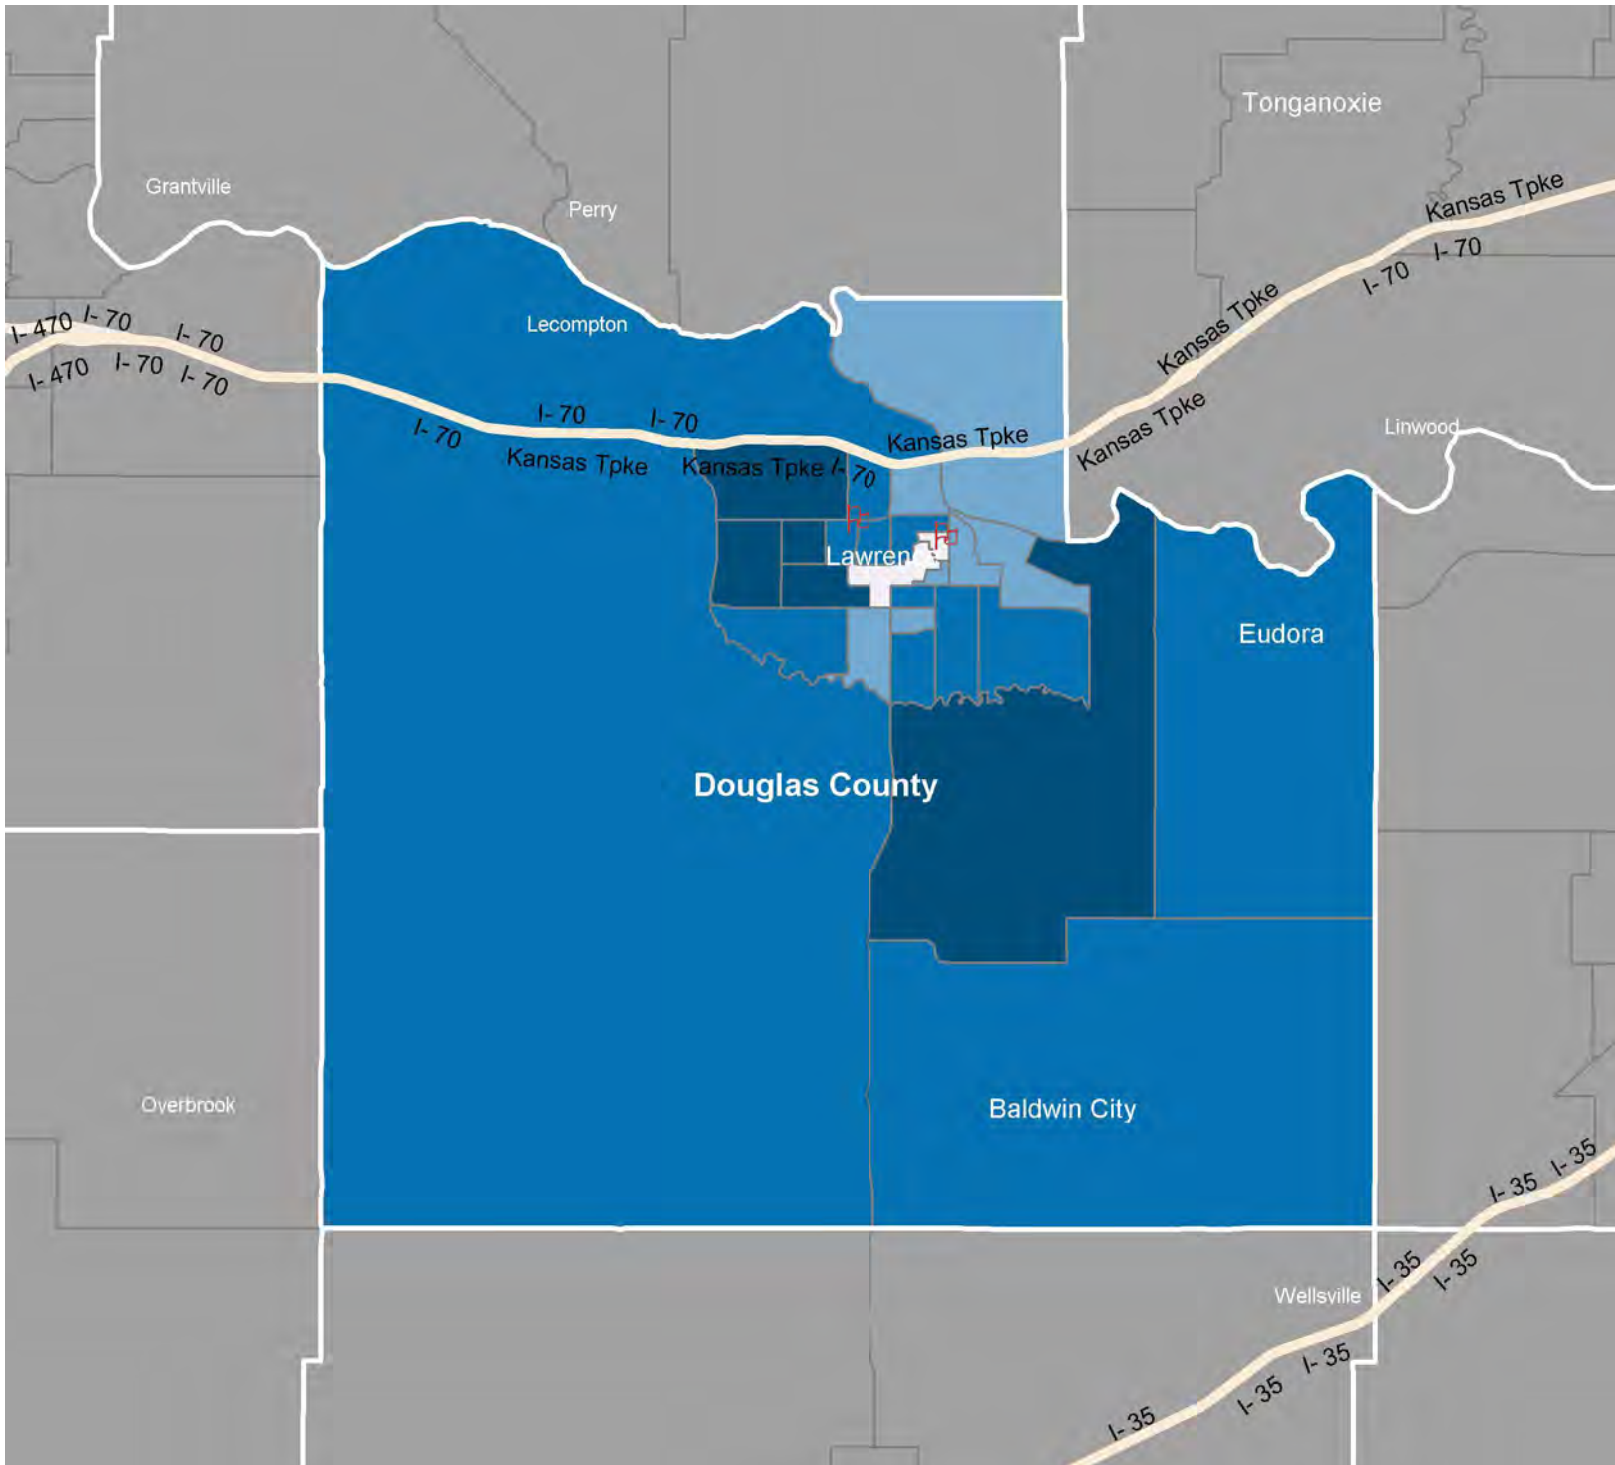 Tonganoxie
Grantville
Kansas Tpke
Perry
I- 70
I- 70
Kansas Tpke
I- 470
I- 70
I- 70
Lecompton
I- 470
I- 70
I- 70
Kansas Tpke
I- 70
I- 70
I- 70
Kansas Tpke
Kansas Tpke
Linwood
Kansas Tpke
Kansas Tpke
I- 70
Lawren
Eudora
Douglas County
Overbrook
Baldwin City
I- 35
I- 35
I- 35
I- 35
Wellsville
I- 35
I- 35
I- 35